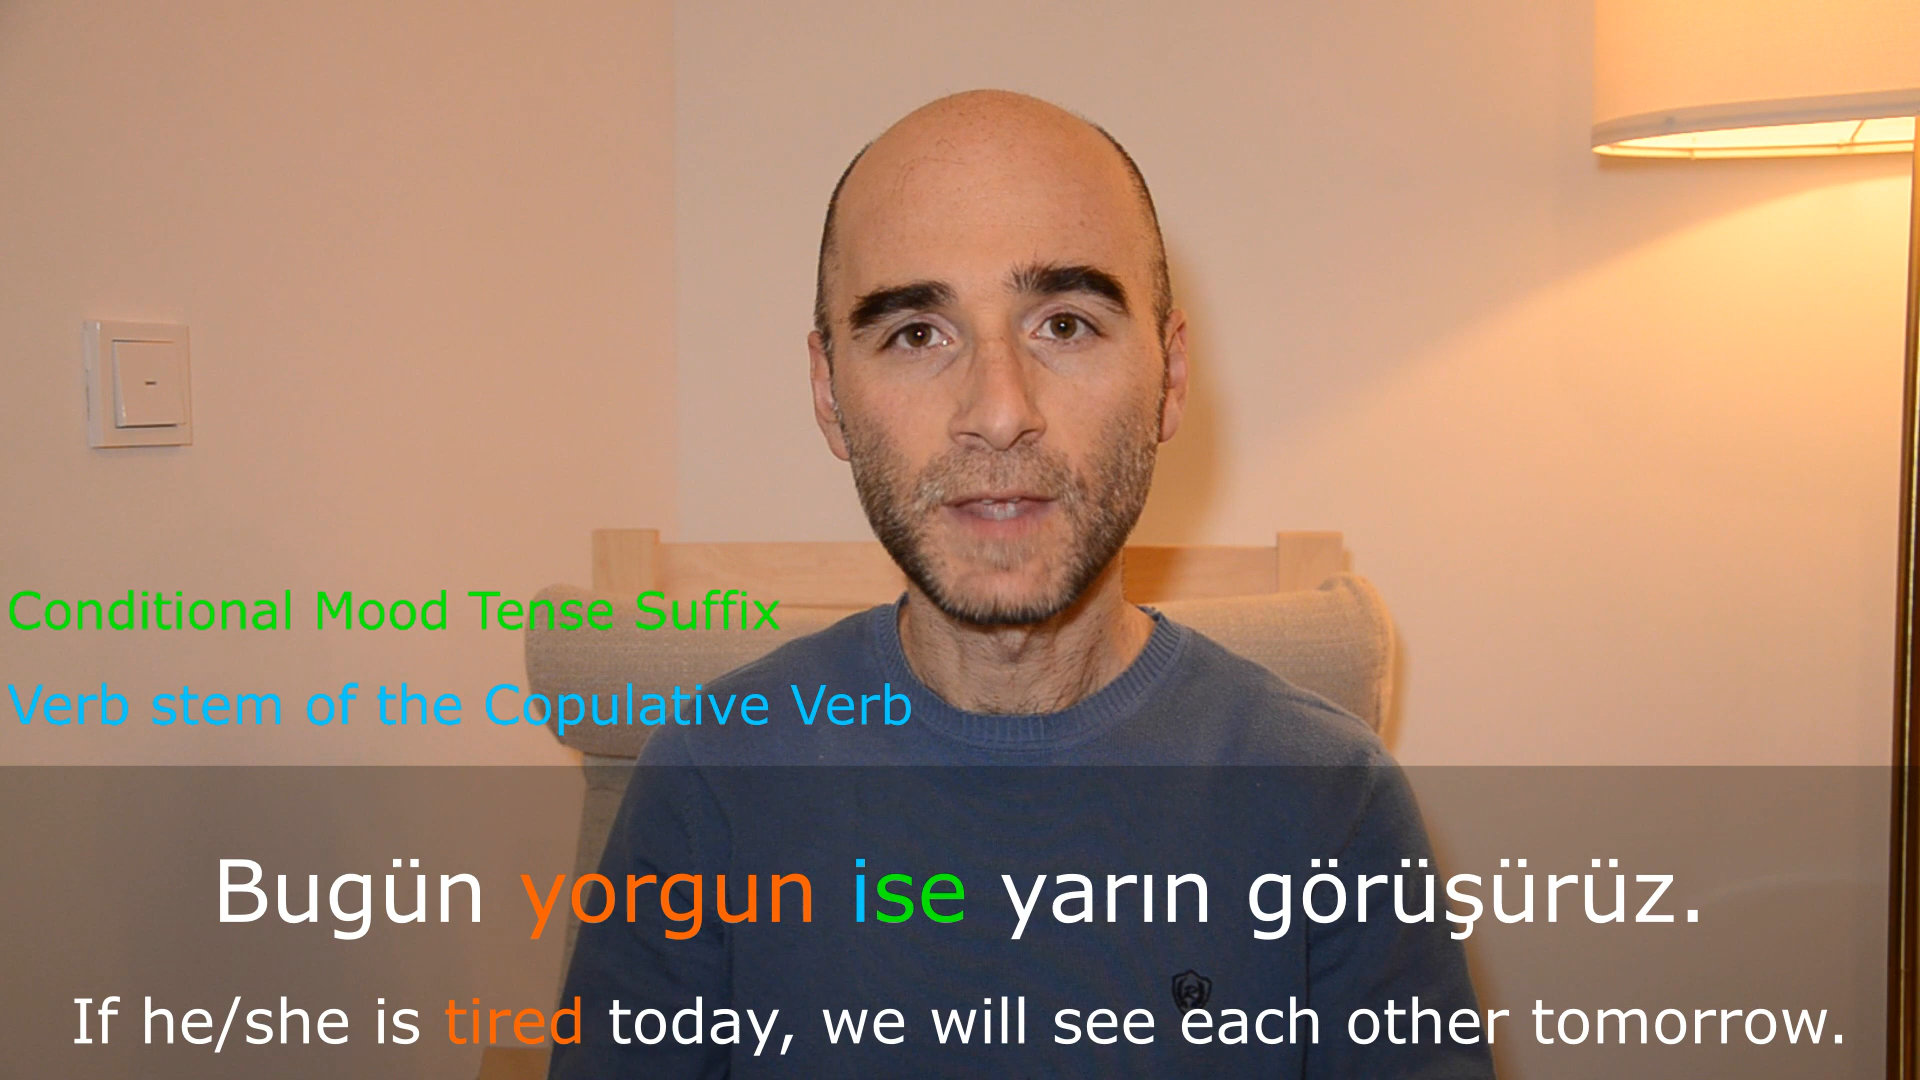 Conditional Mood Tense Suffix
Verb stem of the Copulative Verb
Bugün yorgun ise yarın görüşürüz.
If he/she is tired today, we will see each other tomorrow.